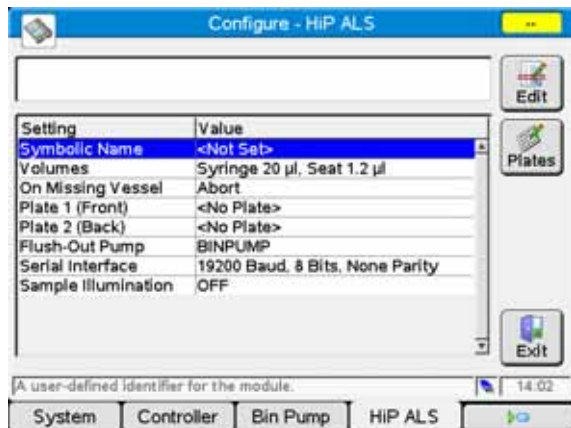 Configure - HiP ALS
--
Edit
Setting Value
Symbolic Name <Not Set>
Plates
Volumes Syringe 20 µl, Seat 1.2 µl
On Missing Vessel Abort
Plate 1 (Front) <No Plate>
Plate 2 (Back) <No Plate>
Flush-Out Pump BINPUMP
Serial Interface 19200 Baud, 8 Bits, None Parity
Sample Illumination OFF
Exit
A user-defined identifier for the module. 14:02
System Controller Bin Pump HiP ALS